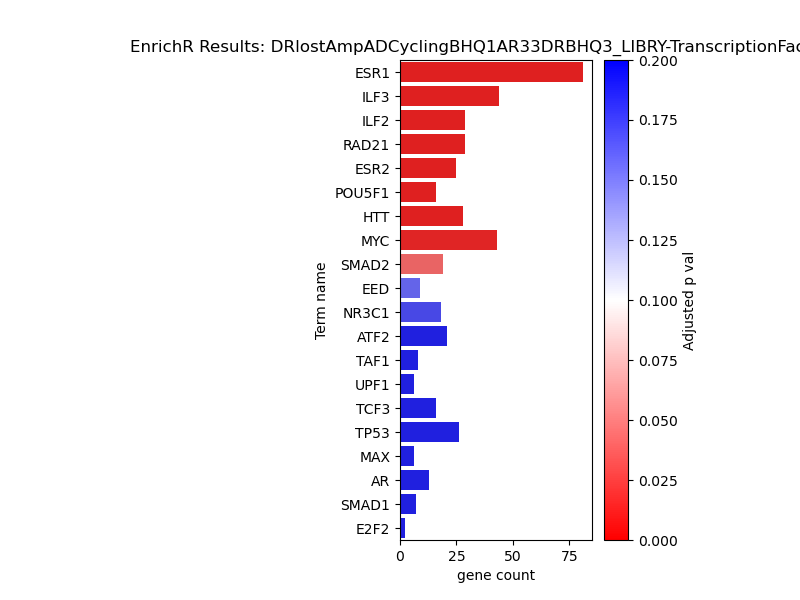 EnrichR Results: DRlostAmpADCyclingBHQ1AR33DRBHQ3_LIBRY-TranscriptionFac
ESR1
ILF3
ILF2
RAD21
ESR2
POU5F1
HTT
MYC
SMAD2
EED
NR3C1
ATF2
TAF1
UPF1
TCF3
TP53
MAX
AR
SMAD1
E2F2
Term name
0 25 50 75
gene count
0.200
0.175
0.150
0.125
0.100
0.075
0.050
0.025
0.000
Adjusted p val